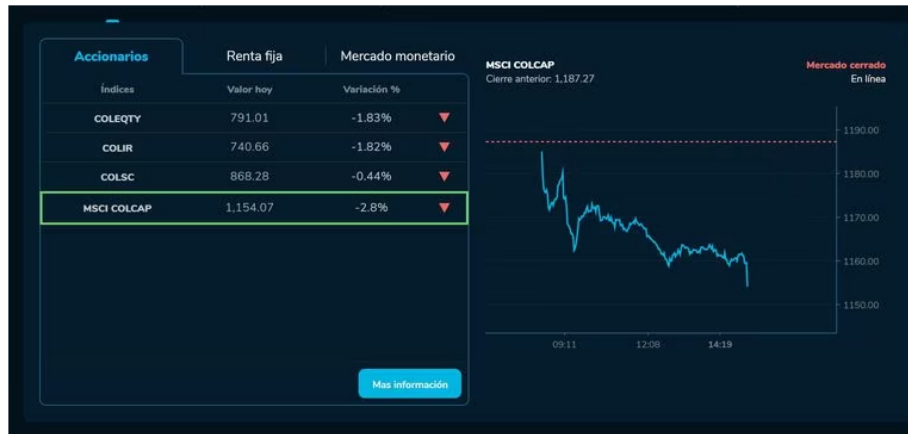 Accionarios Renta fija Mercado monetario
Índices Valor hoy Variación %
COLEQTY 791.01 -1.83%
COLIR 740.66 -1.82%
COLSC 868.28 -0.44%
MSCI COLCAP 1,154.07 -2.8%
Mas información
MSCI COLCAP Mercado cerrado
Cierre anterior: 1,187.27 En línea
1190.00
1180.00
1170.00
1160.00
1150.00
09:11 12:08 14:19